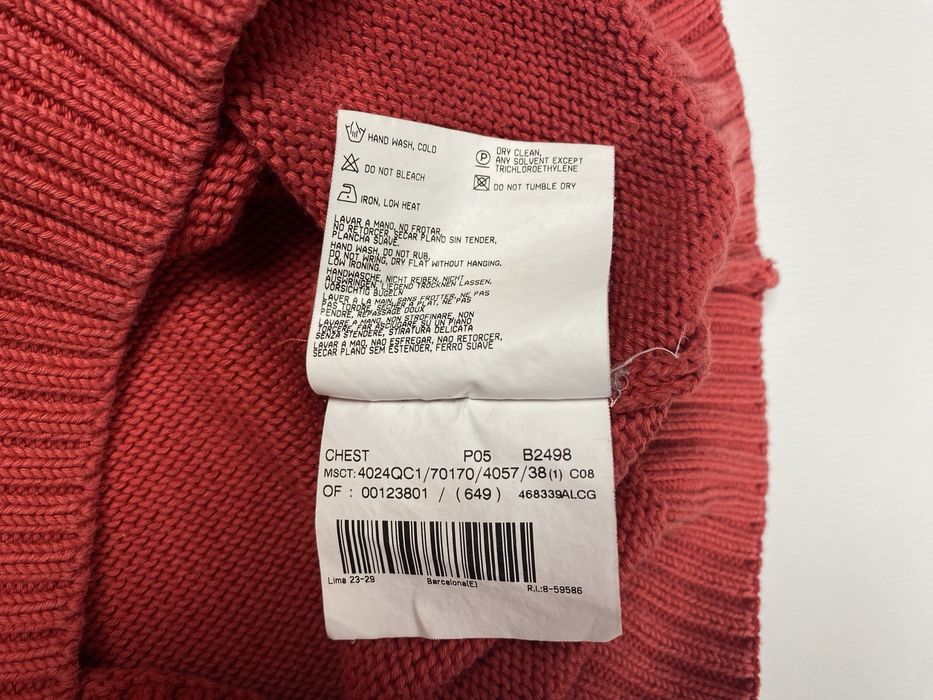 HAND WASH, COLD
DO NOT BLEACH
IRON, LOW HEAT
P
DRY CLEAN,
ANY SOLVENT EXCEPT
TRICHLOROETHYLENE
DO NOT TUMBLE DRY
LAVAR A MANO, NO FROTAR,
NO RETORCER, SECAR PLANO SIN TENDER,
PLANCHA SUAVE.
HAND WASH, DO NOT RUB,
DO NOT WRING, DRY FLAT WITHOUT HANGING.
LOW IRONING.
HANDWASCHE, NICHT REIBEN, NICHT
AUSWRINGEN, LIEGEND TROCKNEN LASSEN,
VORSICHTIG BUGELN
LAVER A LA MAIN, SANS FROTTER, NE PAS
PAS TORDRE, SECHER A PLAT, NE PAS
PENDRE, REPASSAGE DOUX
LAVARE A MANO, NON STROFINARE, NON
FAR ASCIUGARE SU UN PIANO
SENZA STENDERE, STIRATURA DELICATA
LAVAR A MAO, NAO ESFREGAR, NAO RETORCER,
SECAR PLANO SEM ESTENDER, FERRO SUAVE
CHEST P05 B2498
MSCT: 4024QC1/70170/4057/38(1) C08
OF : 00123801 / (649) 468339ALCG
Lima 23-29 Barcelona(E) R.I.:8-59586